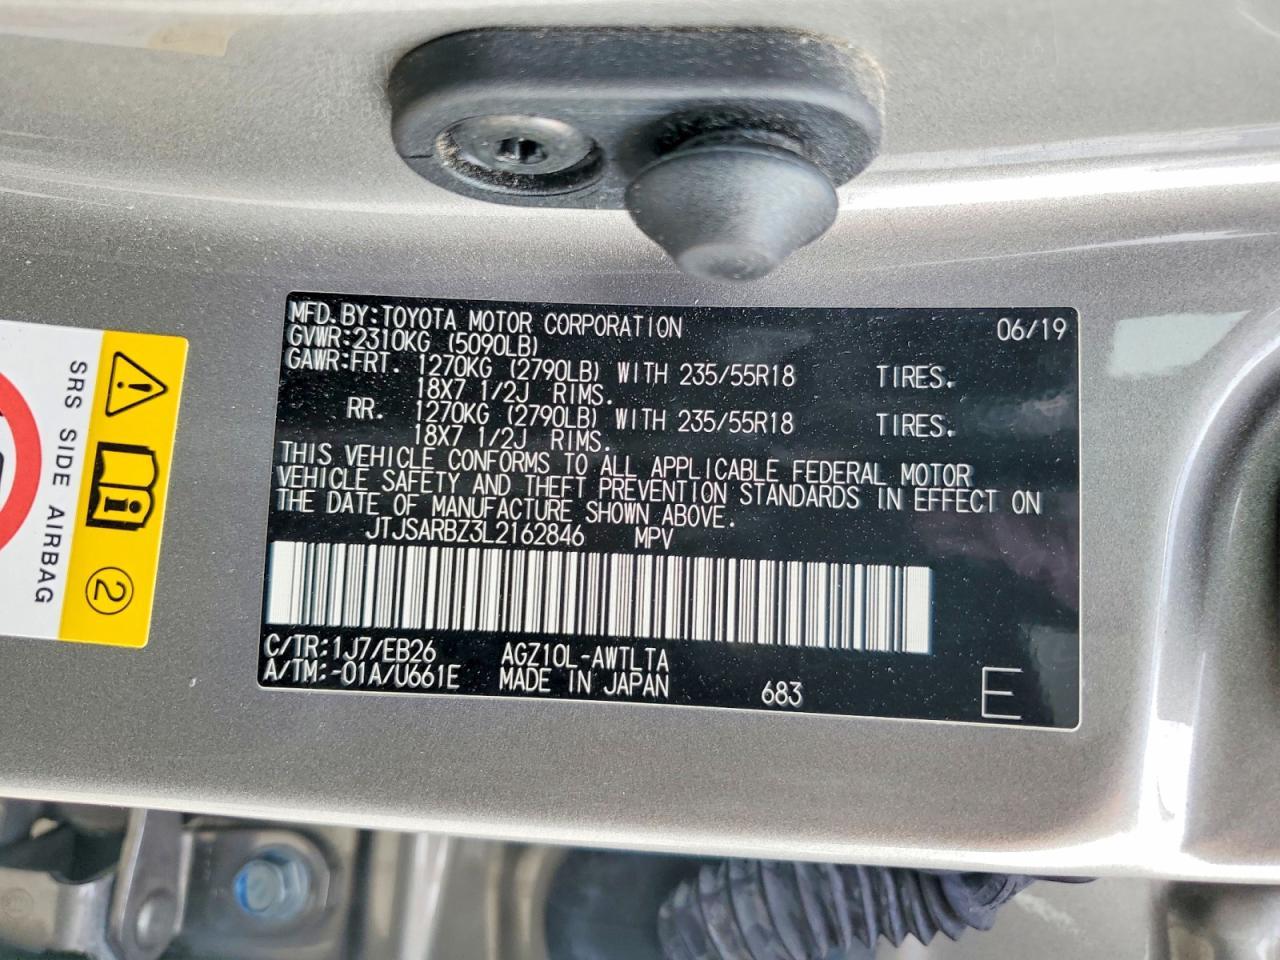 MFD. BY: TOYOTA MOTOR CORPORATION 06/19
GVWR: 2310KG (5090LB)
GAWR: FRT. 1270KG (2790LB) WITH 235/55R18 TIRES.
18X7 1/2J RIMS.
RR. 1270KG (2790LB) WITH 235/55R18 TIRES.
18X7 1/2J RIMS.
THIS VEHICLE CONFORMS TO ALL APPLICABLE FEDERAL MOTOR
VEHICLE SAFETY AND THEFT PREVENTION STANDARDS IN EFFECT ON
THE DATE OF MANUFACTURE SHOWN ABOVE.
JTJSARBZ3L2162846 MPV
C/TR: 1J7/EB26 AGZ10L-AWTLTA
A/TM: -01A/U661E MADE IN JAPAN 683 E
SRS SIDE AIRBAG
2